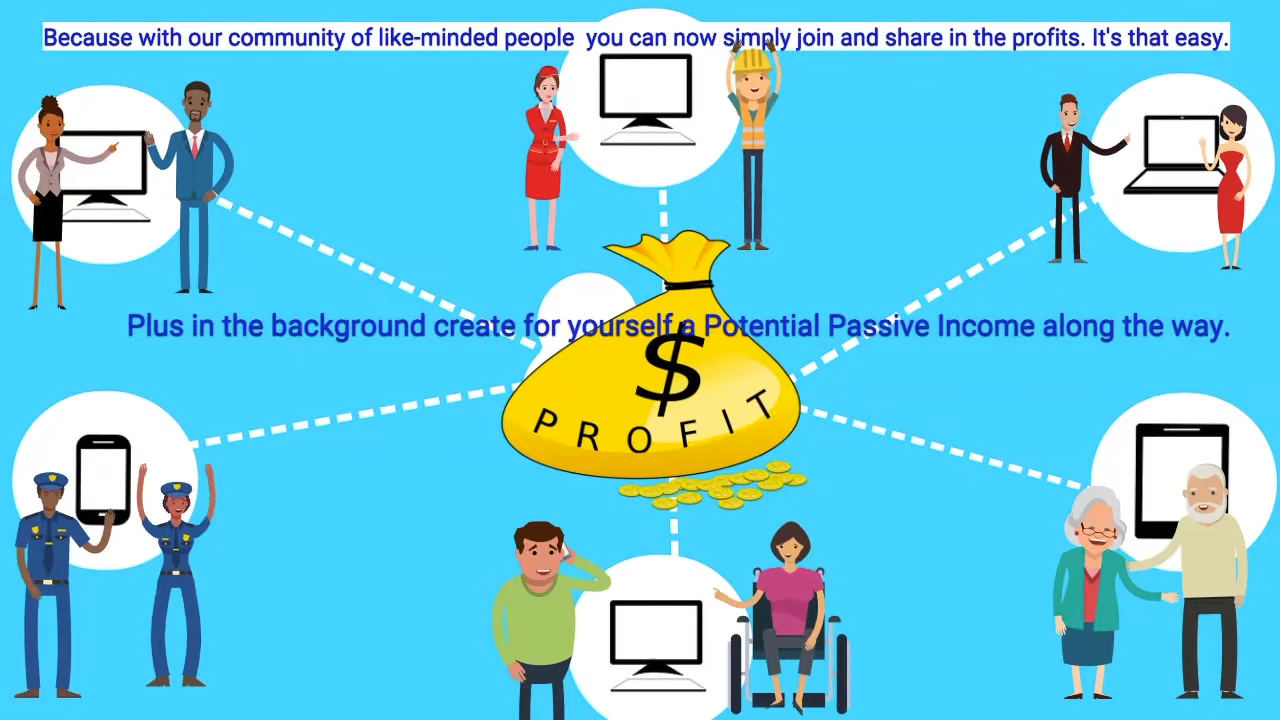 Because with our community of like-minded people  you can now simply join and share in the profits. It's that easy.
Plus in the background create for yourself a Potential Passive Income along the way.
$
PROFIT